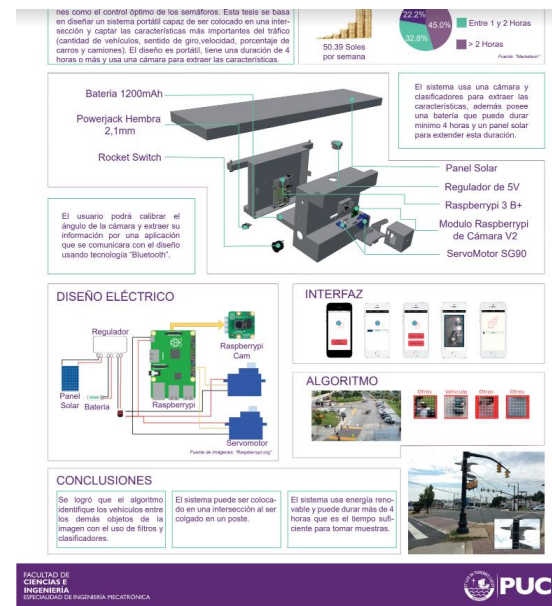 nes como el control óptimo de los semáforos. Esta tesis se basa
en diseñar un sistema portátil capaz de ser colocado en una inter-
sección y captar las características más importantes del tráfico
(cantidad de vehículos, sentido de giro,velocidad, porcentaje de
carros y camiones). El diseño es portátil, tiene una duración de 4
horas o más y usa una cámara para extraer las características.
50.39 Soles
por semana
22.2%
45.0%
32.8%
Entre 1 y 2 Horas
> 2 Horas
Bateria 1200mAh
Powerjack Hembra
2,1mm
Rocket Switch
El usuario podrá calibrar el
ángulo de la cámara y extraer su
información por una aplicación
que se comunicara con el diseño
usando tecnología "Bluetooth".
El sistema usa una cámara y
clasificadores para extraer las
características, además posee
una batería que puede durar
minimo 4 horas y un panel solar
para extender esta duración.
Panel Solar
Regulador de 5V
Raspberrypi 3 B+
Modulo Raspberrypi
de Cámara V2
ServoMotor SG90
DISEÑO ELÉCTRICO
Regulador
Panel
Solar
Bateria
Raspberrypi
Raspberrypi
Cam
Servomotor
Fuente de Imágenes: "Raspberrypi.org"
INTERFAZ
ALGORITMO
Otros
Vehiculo
Otros
Otros
CONCLUSIONES
Se logró que el algoritmo
identifique los vehículos entre
los demás objetos de la
imagen con el uso de filtros y
clasificadores.
El sistema puede ser coloca-
do en una intersección al ser
colgado en un poste.
El sistema usa energía reno-
vable y puede durar más de 4
horas que es el tiempo sufi-
ciente para tomar muestras.
FACULTAD DE
CIENCIAS E
INGENIERÍA
ESPECIALIDAD DE INGENIERÍA MECATRÓNICA
PUC